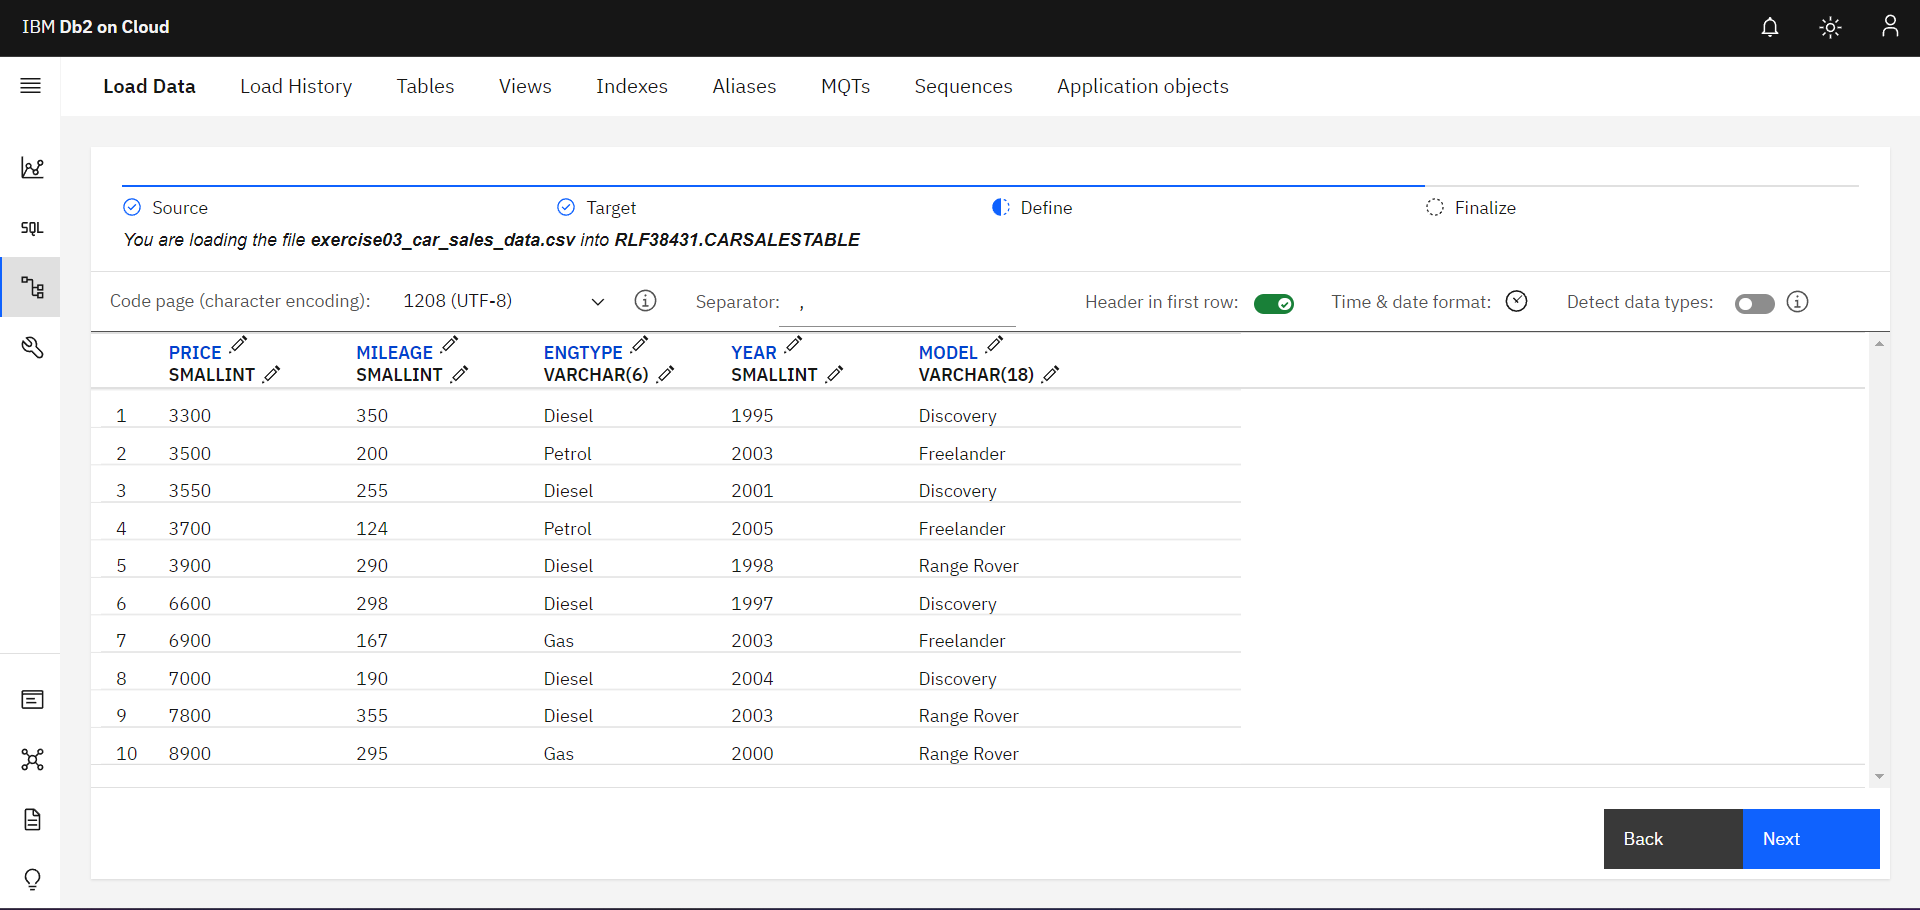 IBM Db2 on Cloud
Load Data Load History Tables Views Indexes Aliases MQTs Sequences Application objects
SQL
Source Target Define Finalize
You are loading the file exercise03_car_sales_data.csv into RLF38431.CARSALESTABLE
Code page (character encoding): 1208 (UTF-8) Separator: , Header in first row: Time & date format: Detect data types:
PRICE MILEAGE ENGTYPE YEAR MODEL
SMALLINT SMALLINT VARCHAR(6) SMALLINT VARCHAR(18)
1 3300 350 Diesel 1995 Discovery
2 3500 200 Petrol 2003 Freelander
3 3550 255 Diesel 2001 Discovery
4 3700 124 Petrol 2005 Freelander
5 3900 290 Diesel 1998 Range Rover
6 6600 298 Diesel 1997 Discovery
7 6900 167 Gas 2003 Freelander
8 7000 190 Diesel 2004 Discovery
9 7800 355 Diesel 2003 Range Rover
10 8900 295 Gas 2000 Range Rover
Back Next